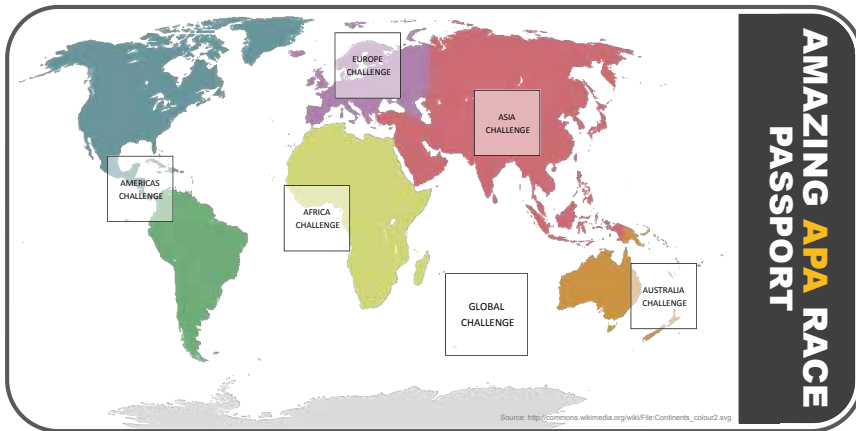 EUROPE
CHALLENGE
ASIA
CHALLENGE
AMERICAS
CHALLENGE
AFRICA
CHALLENGE
GLOBAL
CHALLENGE
AUSTRALIA
CHALLENGE
Source: http://commons.wikimedia.org/wiki/File:Continents_colour2.svg
AMAZING APA RACE
PASSPORT